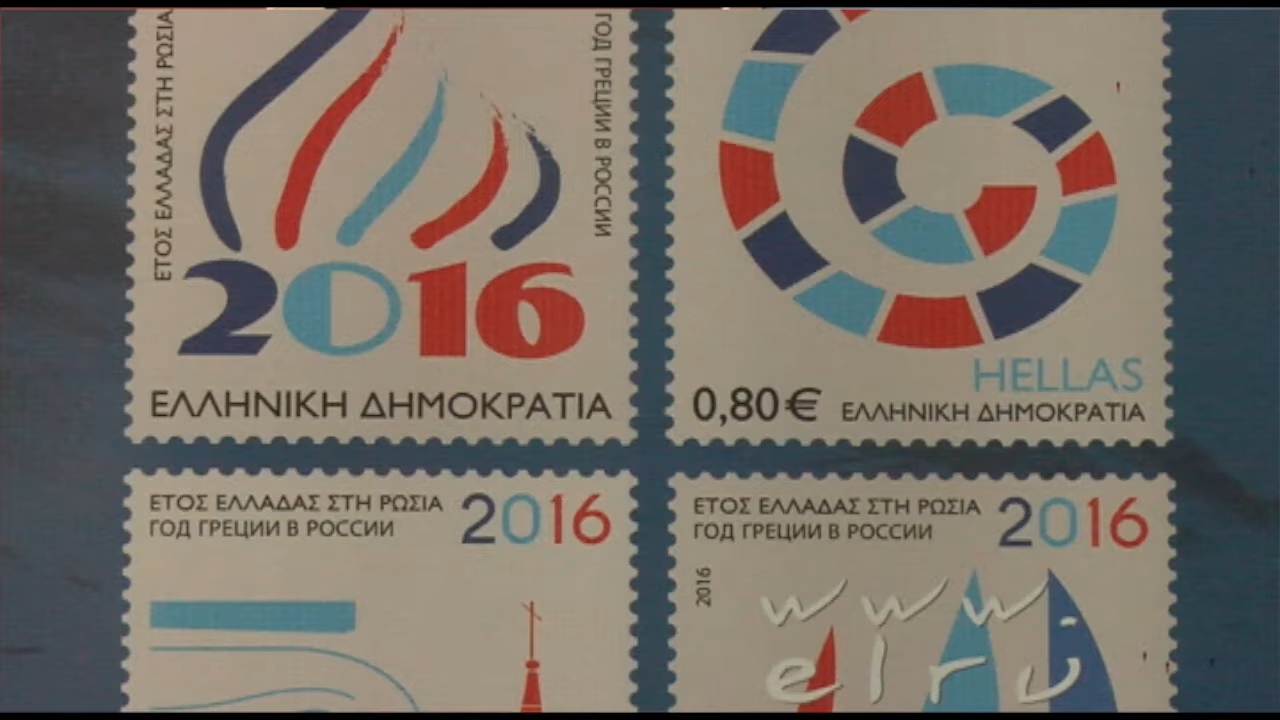 ΕΤΟΣ ΕΛΛΑΔΑΣ ΣΤΗ ΡΩΣΙΑ
ГОД ГРЕЦИИ В РОССИИ
2016
ΕΛΛΗΝΙΚΗ ΔΗΜΟΚΡΑΤΙΑ
HELLAS
0,80€ ΕΛΛΗΝΙΚΗ ΔΗΜΟΚΡΑΤΙΑ
ΕΤΟΣ ΕΛΛΑΔΑΣ ΣΤΗ ΡΩΣΙΑ
ГОД ГРЕЦИИ В РОССИИ
2016
ΕΤΟΣ ΕΛΛΑΔΑΣ ΣΤΗ ΡΩΣΙΑ
ГОД ГРЕЦИИ В РОССИИ
2016
2016
www.
elru